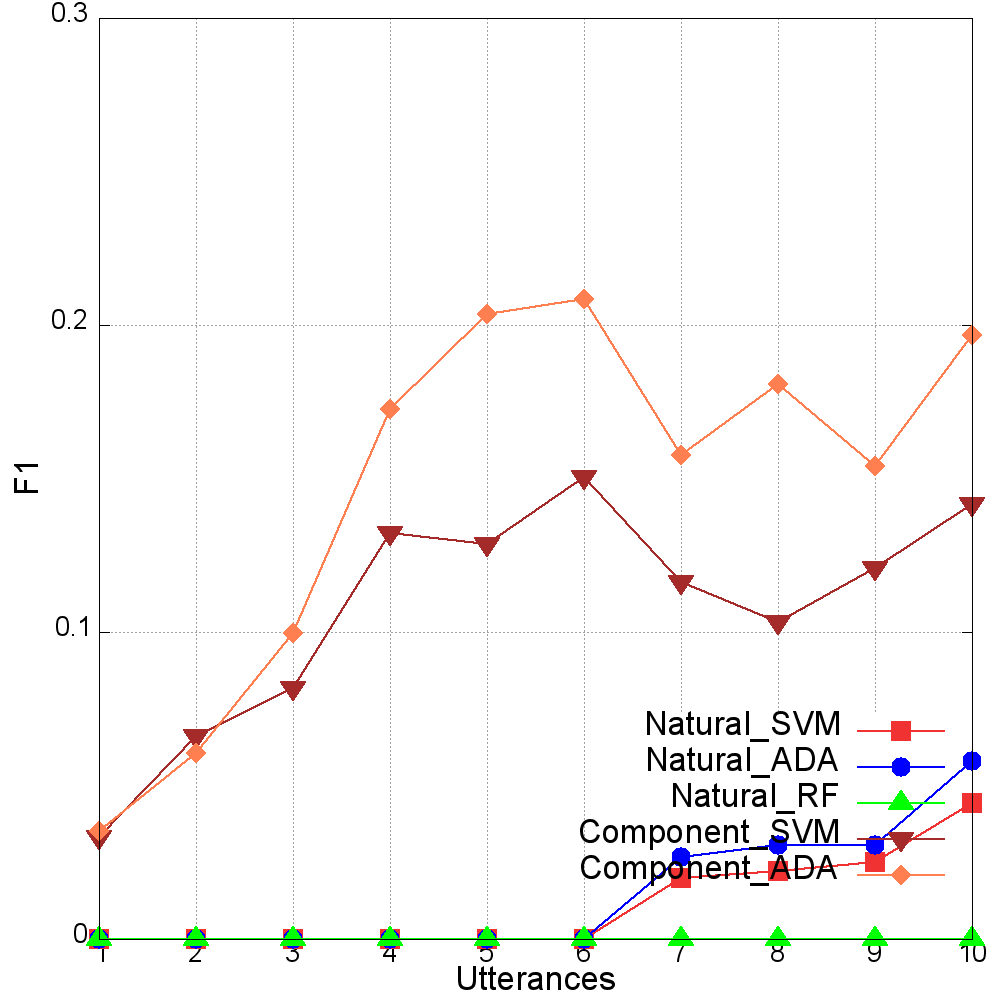 0.3
0.2
F1
0.1
Natural_SVM
Natural_ADA
Natural_RF
Component_SVM
Component_ADA
0
1 2 3 4 5 6 7 8 9 10
Utterances